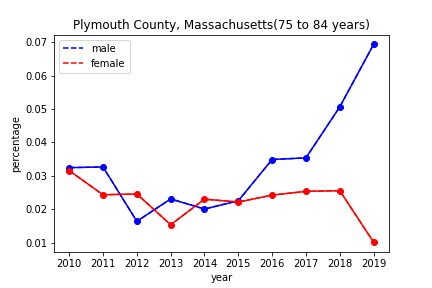 Plymouth County, Massachusetts(75 to 84 years)
male
female
0.07
0.06
0.05
0.04
0.03
0.02
0.01
percentage
2010 2011 2012 2013 2014 2015 2016 2017 2018 2019
year